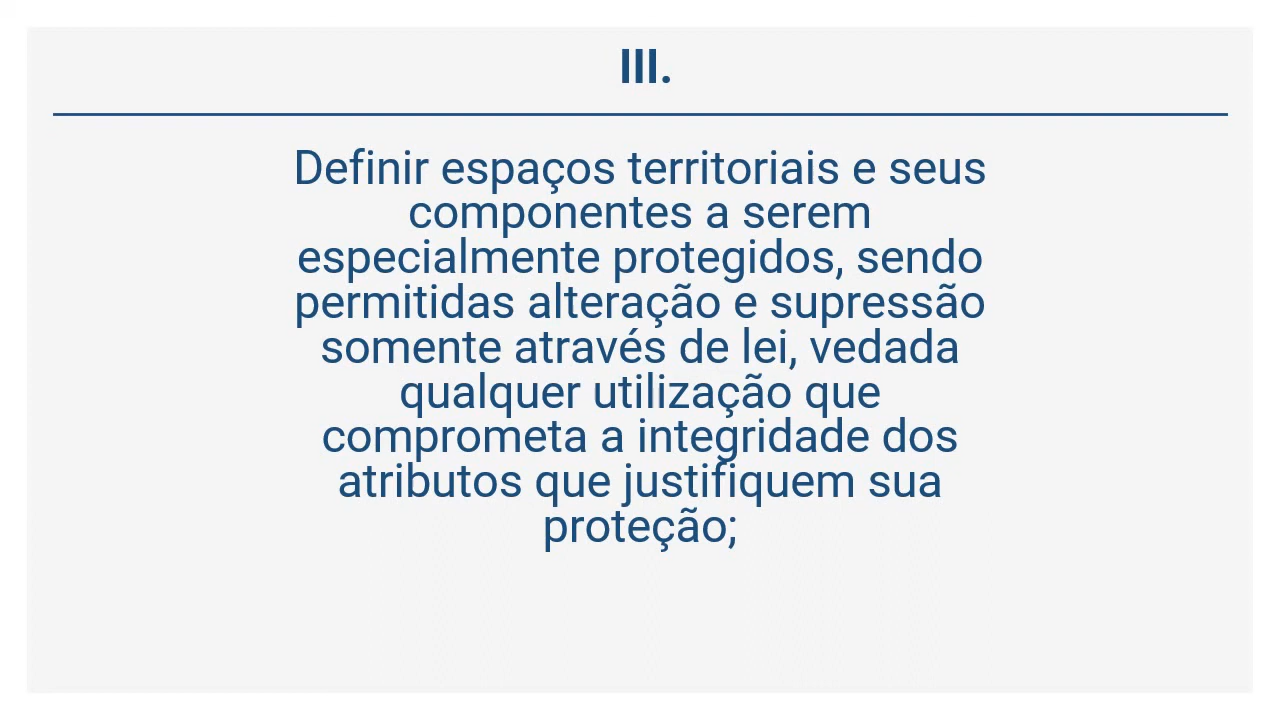 III.
Definir espaços territoriais e seus
componentes a serem
especialmente protegidos, sendo
permitidas alteração e supressão
somente através de lei, vedada
qualquer utilização que
comprometa a integridade dos
atributos que justifiquem sua
proteção;